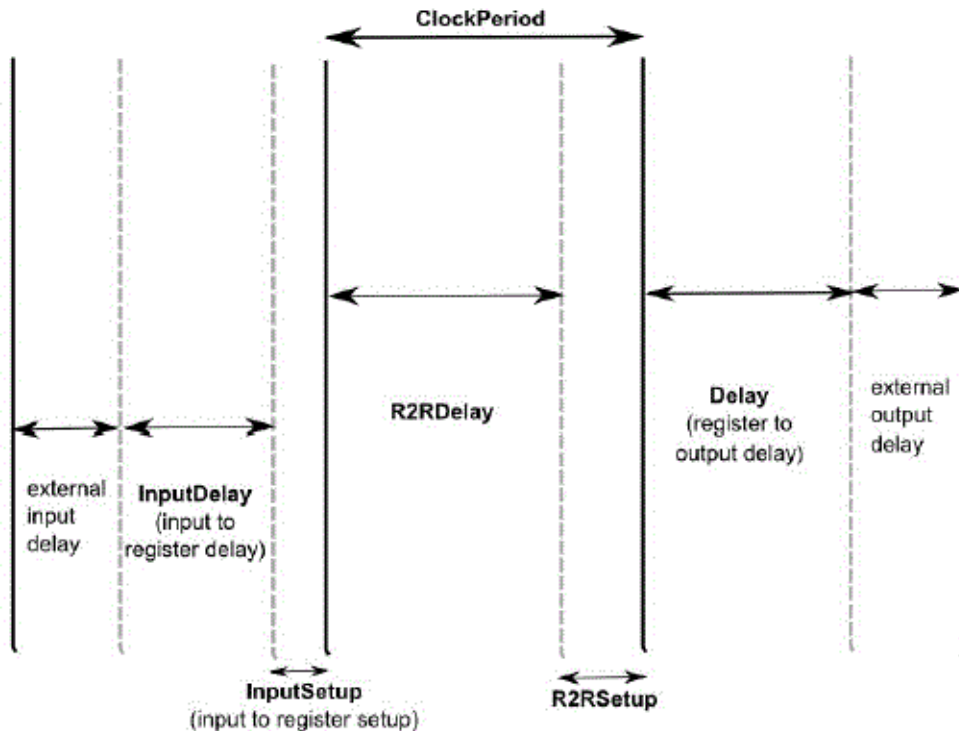 ClockPeriod
R2RDelay
Delay
(register to
output delay)
external
output
delay
external
input
delay
InputDelay
(input to
register delay)
InputSetup
(input to register setup)
R2RSetup